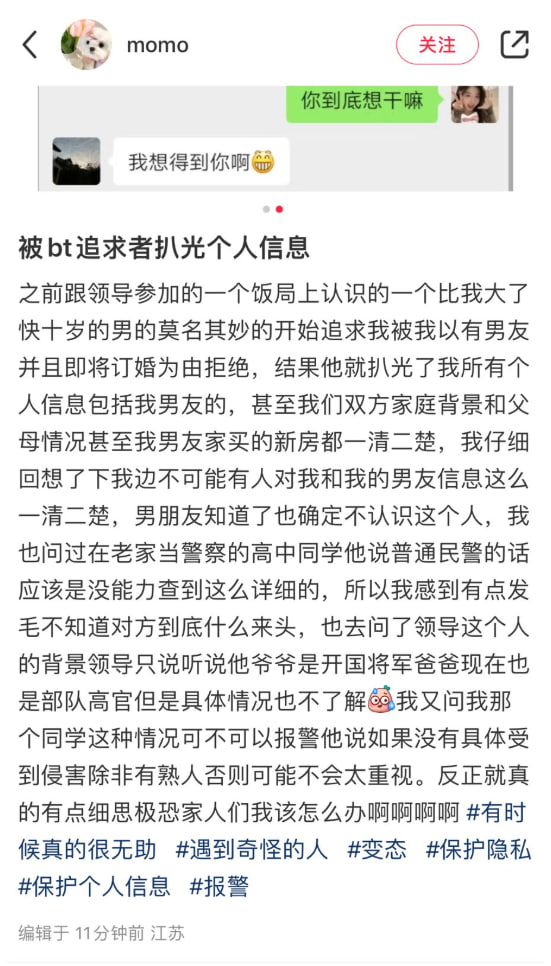 momo
关注
你到底想干嘛
我想得到你啊😁
被bt追求者扒光个人信息
之前跟领导参加的一个饭局上认识的一个比我大了
快十岁的男的莫名其妙的开始追求我被我以有男友
并且即将订婚为由拒绝，结果他就扒光了我所有个
人信息包括我男友的，甚至我们双方家庭背景和父
母情况甚至我男友家买的新房都一清二楚，我仔细
回想了下我边不可能有人对我和我的男友信息这么
一清二楚，男朋友知道了也确定不认识这个人，我
也问过在老家当警察的高中同学他说普通民警的话
应该是没能力查到这么详细的，所以我感到有点发
毛不知道对方到底什么来头，也去问了领导这个人
的背景领导只说听说他爷爷是开国将军爸爸现在也
是部队高官但是具体情况也不了解我又问我那
个同学这种情况可不可以报警他说如果没有具体受
到侵害除非有熟人否则可能不会太重视。反正就真
的有点细思极恐家人们我该怎么办啊啊啊啊 #有时
候真的很无助 #遇到奇怪的人 #变态 #保护隐私
#保护个人信息 #报警
编辑于 11分钟前 江苏